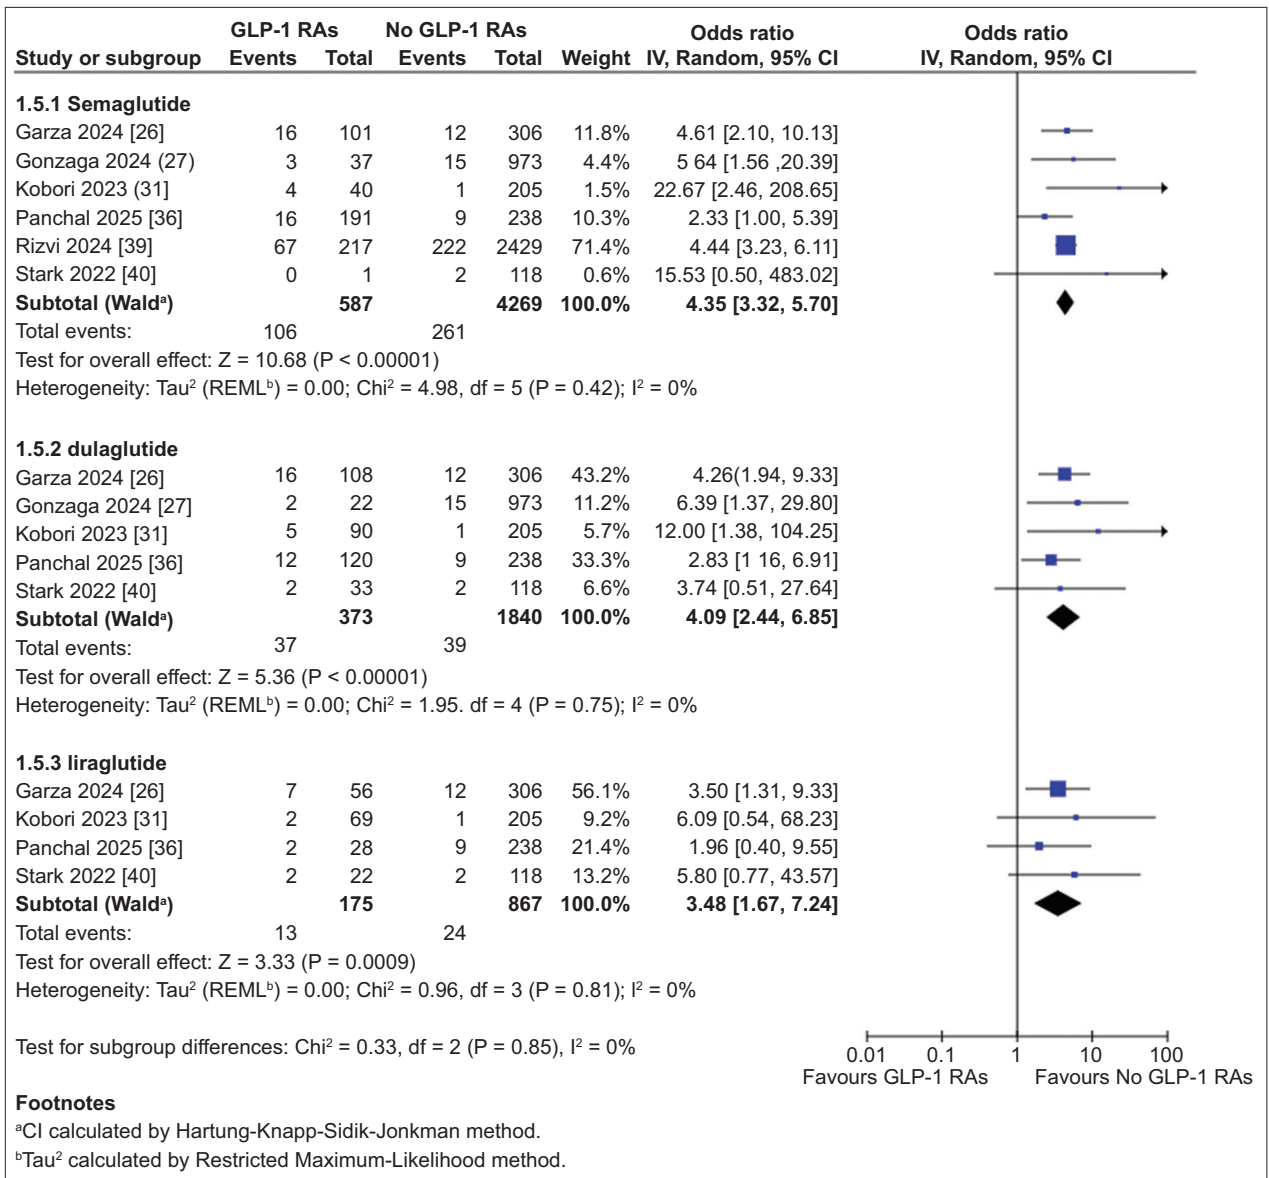 GLP-1 RAs No GLP-1 RAs Odds ratio Odds ratio
Study or subgroup Events Total Events Total Weight IV, Random, 95% CI IV, Random, 95% CI
1.5.1 Semaglutide
Garza 2024 [26] 16 101 12 306 11.8% 4.61 [2.10, 10.13]
Gonzaga 2024 (27) 3 37 15 973 4.4% 5 64 [1.56 ,20.39]
Kobori 2023 (31] 4 40 1 205 1.5% 22.67 [2.46, 208.65]
Panchal 2025 [36] 16 191 9 238 10.3% 2.33 [1.00, 5.39]
Rizvi 2024 [39] 67 217 222 2429 71.4% 4.44 [3.23, 6.11]
Stark 2022 [40] 0 1 2 118 0.6% 15.53 [0.50, 483.02]
Subtotal (Waldᵃ) 587 4269 100.0% 4.35 [3.32, 5.70]
Total events: 106 261
Test for overall effect: Z = 10.68 (P < 0.00001)
Heterogeneity: Tau² (REMLᵇ) = 0.00; Chi² = 4.98, df = 5 (P = 0.42); I² = 0%
1.5.2 dulaglutide
Garza 2024 [26] 16 108 12 306 43.2% 4.26(1.94, 9.33]
Gonzaga 2024 [27] 2 22 15 973 11.2% 6.39 [1.37, 29.80]
Kobori 2023 [31] 5 90 1 205 5.7% 12.00 [1.38, 104.25]
Panchal 2025 [36] 12 120 9 238 33.3% 2.83 [1 16, 6.91]
Stark 2022 [40] 2 33 2 118 6.6% 3.74 [0.51, 27.64]
Subtotal (Waldᵃ) 373 1840 100.0% 4.09 [2.44, 6.85]
Total events: 37 39
Test for overall effect: Z = 5.36 (P < 0.00001)
Heterogeneity: Tau² (REMLᵇ) = 0.00; Chi² = 1.95. df = 4 (P = 0.75); I² = 0%
1.5.3 liraglutide
Garza 2024 [26] 7 56 12 306 56.1% 3.50 [1.31, 9.33]
Kobori 2023 [31] 2 69 1 205 9.2% 6.09 [0.54, 68.23]
Panchal 2025 [36] 2 28 9 238 21.4% 1.96 [0.40, 9.55]
Stark 2022 [40] 2 22 2 118 13.2% 5.80 [0.77, 43.57]
Subtotal (Waldᵃ) 175 867 100.0% 3.48 [1.67, 7.24]
Total events: 13 24
Test for overall effect: Z = 3.33 (P = 0.0009)
Heterogeneity: Tau² (REMLᵇ) = 0.00; Chi² = 0.96, df = 3 (P = 0.81); I² = 0%
Test for subgroup differences: Chi² = 0.33, df = 2 (P = 0.85), I² = 0%
0.01 0.1 1 10 100
Favours GLP-1 RAs Favours No GLP-1 RAs
Footnotes
ᵃCI calculated by Hartung-Knapp-Sidik-Jonkman method.
ᵇTau² calculated by Restricted Maximum-Likelihood method.